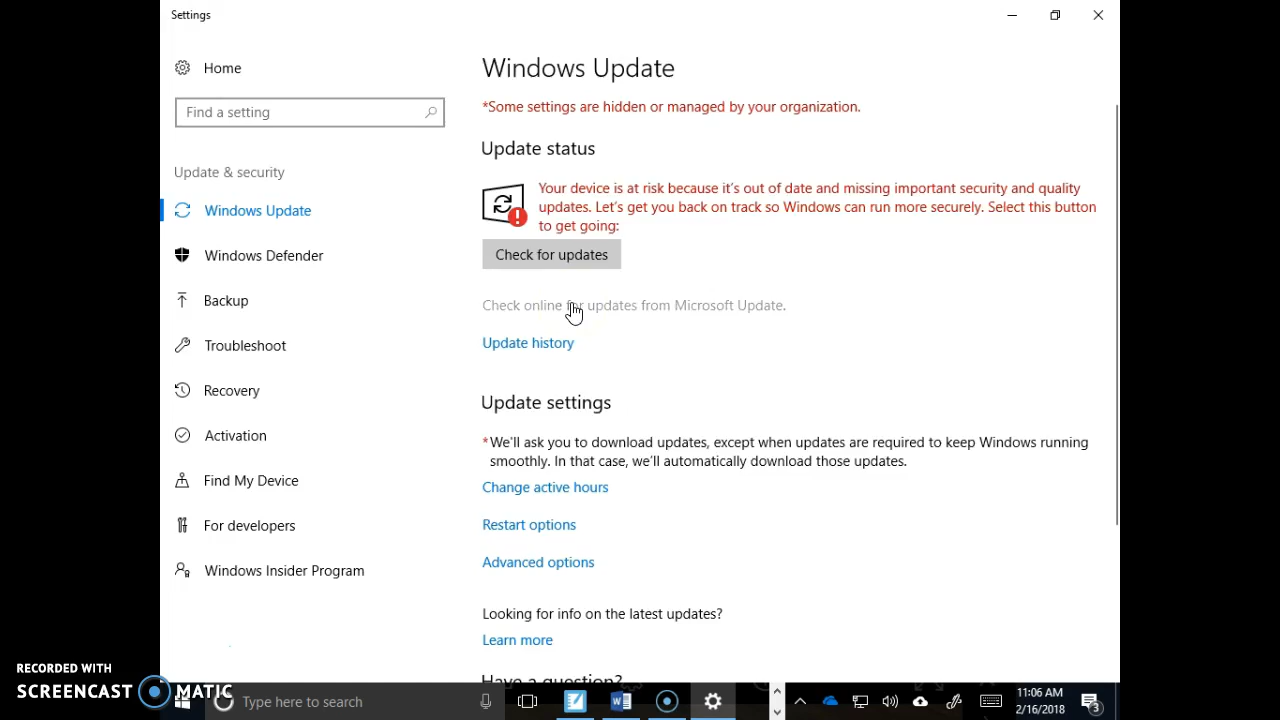 Settings
Home
Find a setting
Update & security
Windows Update
Windows Defender
Backup
Troubleshoot
Recovery
Activation
Find My Device
For developers
Windows Insider Program
Windows Update
*Some settings are hidden or managed by your organization.
Update status
Your device is at risk because it's out of date and missing important security and quality
updates. Let's get you back on track so Windows can run more securely. Select this button
to get going:
Check for updates
Check online for updates from Microsoft Update.
Update history
Update settings
*We'll ask you to download updates, except when updates are required to keep Windows running
smoothly. In that case, we'll automatically download those updates.
Change active hours
Restart options
Advanced options
Looking for info on the latest updates?
Learn more
Have a question?
RECORDED WITH
SCREENCAST MATIC
Type here to search
11:06 AM
2/16/2018
3